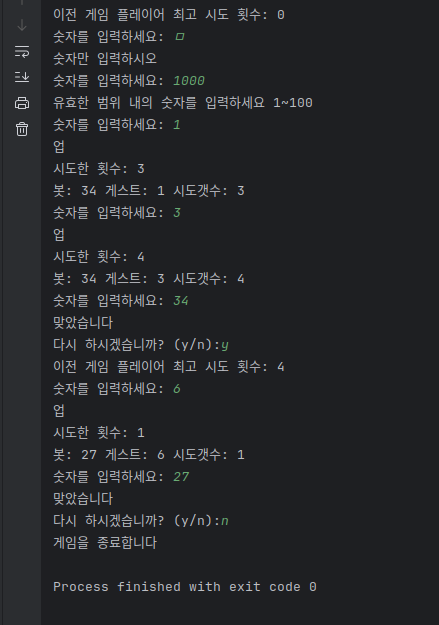 이전 게임 플레이어 최고 시도 횟수: 0
숫자를 입력하세요: ㅁ
숫자만 입력하시오
숫자를 입력하세요: 1000
유효한 범위 내의 숫자를 입력하세요 1~100
숫자를 입력하세요: 1
업
시도한 횟수: 3
봇: 34 게스트: 1 시도갯수: 3
숫자를 입력하세요: 3
업
시도한 횟수: 4
봇: 34 게스트: 3 시도갯수: 4
숫자를 입력하세요: 34
맞았습니다
다시 하시겠습니까? (y/n):y
이전 게임 플레이어 최고 시도 횟수: 4
숫자를 입력하세요: 6
업
시도한 횟수: 1
봇: 27 게스트: 6 시도갯수: 1
숫자를 입력하세요: 27
맞았습니다
다시 하시겠습니까? (y/n):n
게임을 종료합니다
Process finished with exit code 0